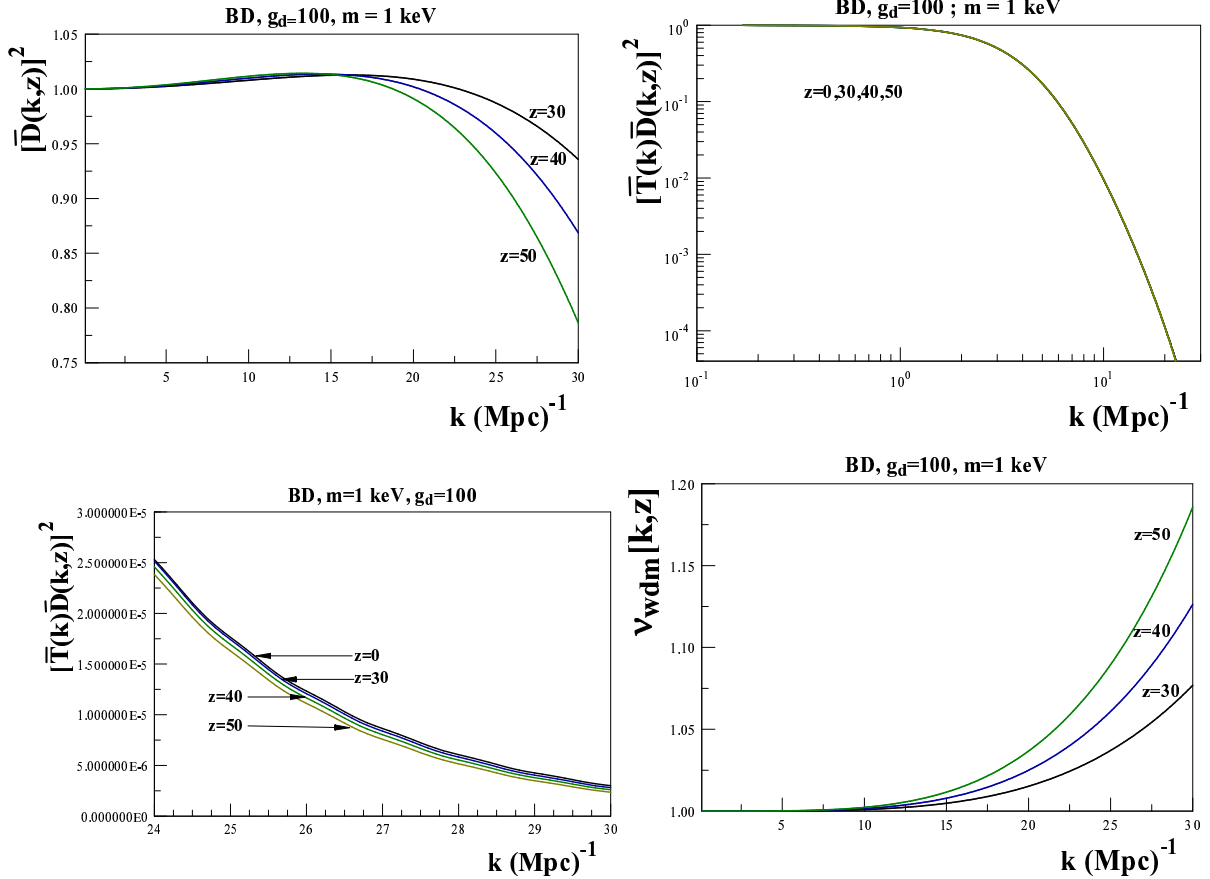 BD, g_d=100, m = 1 keV
[D̅(k,z)]²
1.05
1.00
0.95
0.90
0.85
0.80
0.75
z=30
z=40
z=50
5 10 15 20 25 30
k (Mpc)⁻¹
BD, g_d=100 ; m = 1 keV
[T̅(k)D̅(k,z)]²
10⁰
10⁻¹
10⁻²
10⁻³
10⁻⁴
z=0,30,40,50
10⁻¹ 10⁰ 10¹
k (Mpc)⁻¹
BD, m=1 keV, g_d=100
[T̅(k)D̅(k,z)]²
3.000000E-5
2.500000E-5
2.000000E-5
1.500000E-5
1.000000E-5
5.000000E-6
0.000000E0
z=0
z=30
z=40
z=50
24 25 26 27 28 29 30
k (Mpc)⁻¹
BD, g_d=100, m=1 keV
ν_wdm[k,z]
1.20
1.15
1.10
1.05
1.00
z=50
z=40
z=30
5 10 15 20 25 30
k (Mpc)⁻¹